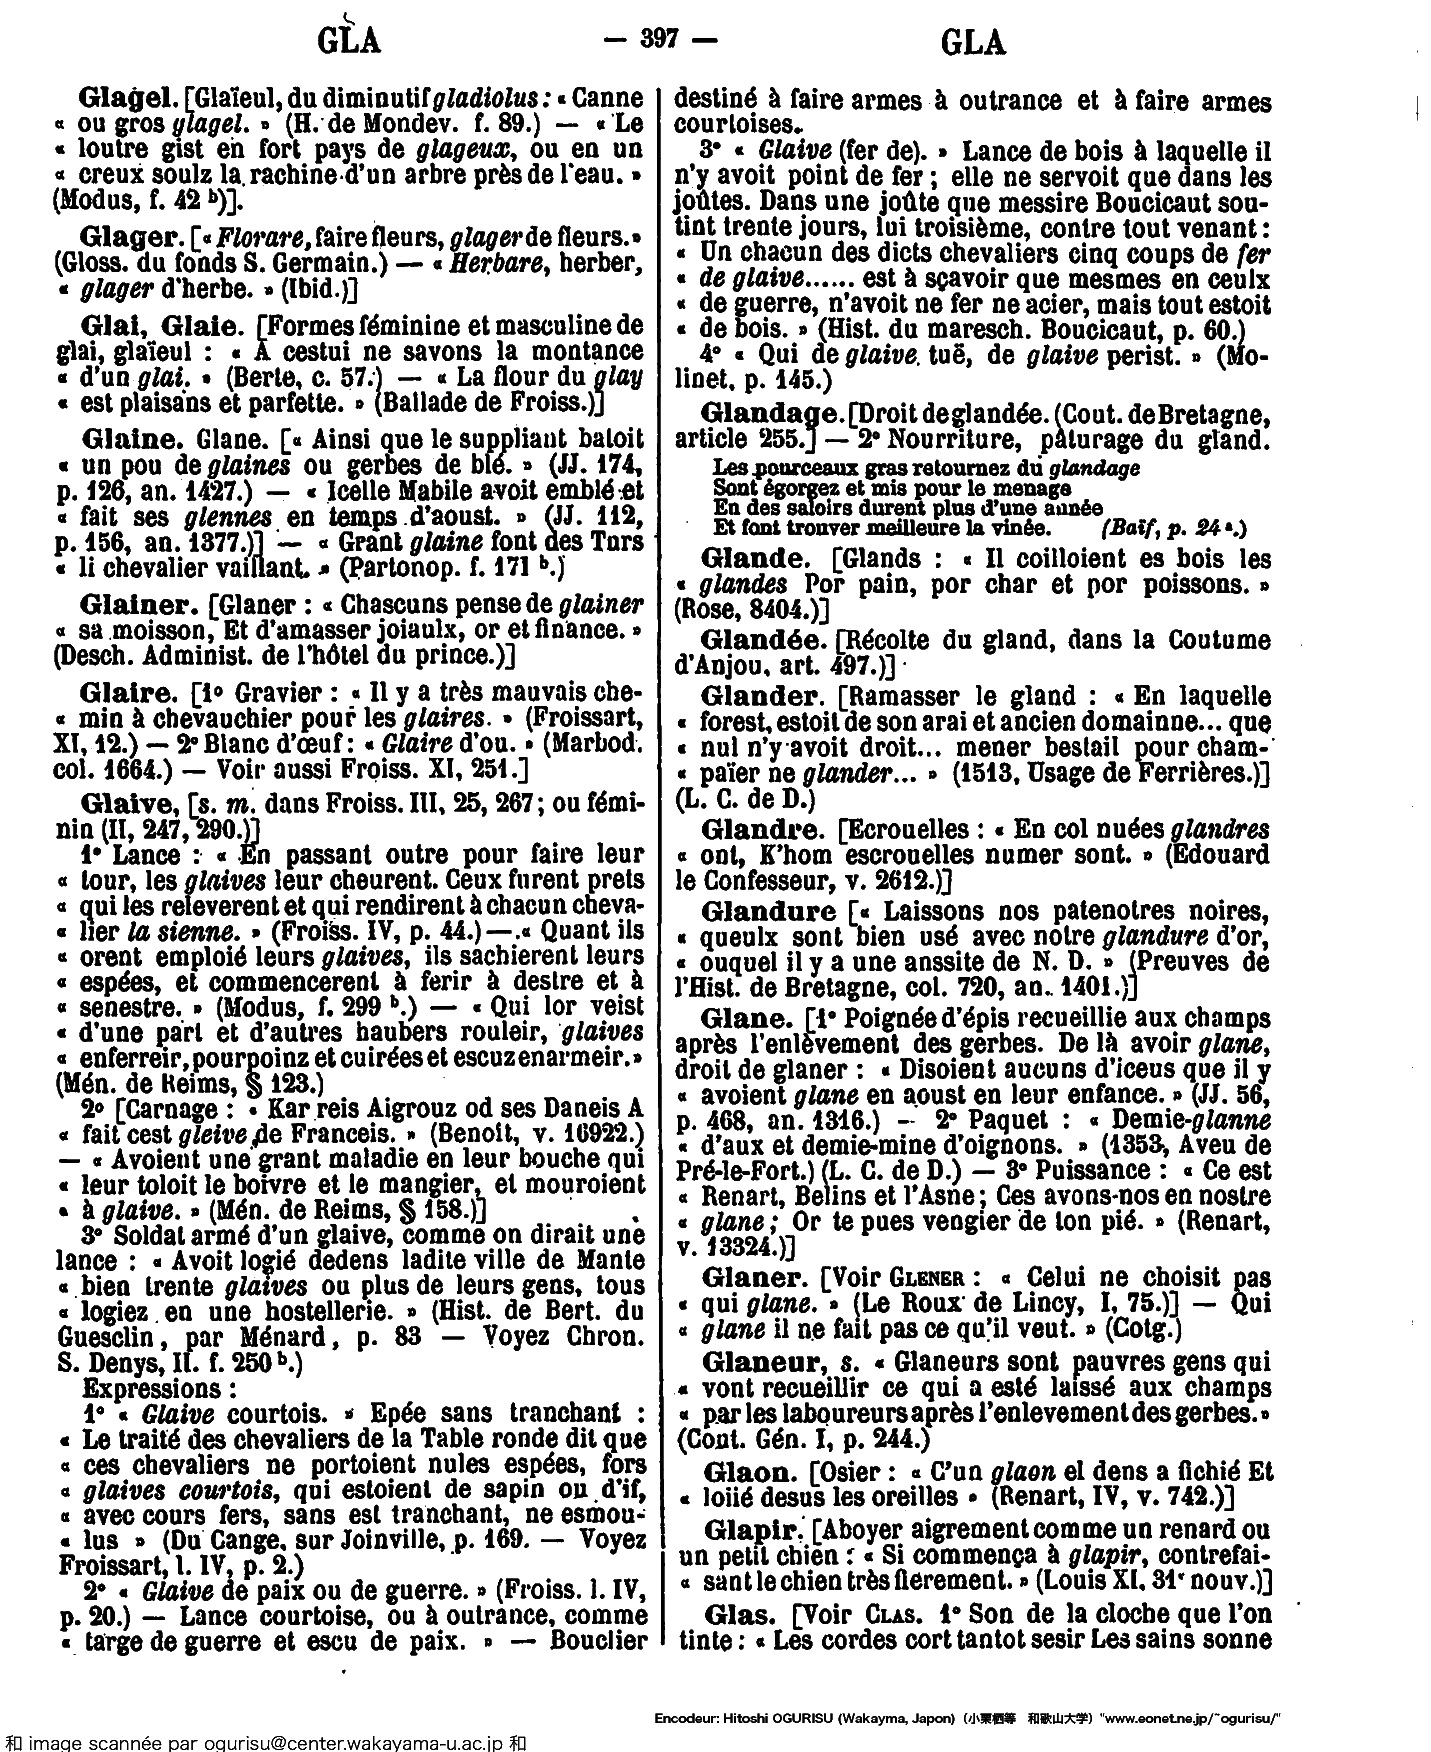 GLA
— 397 —
GLA
Glagel. [Glaïeul, du diminutif gladiolus : « Canne
« ou gros glagel. » (H. de Mondev. f. 89.) — « Le
« loutre gist en fort pays de glageux, ou en un
« creux soulz la rachine d'un arbre près de l'eau. »
(Modus, f. 42 b)].
Glager. [« Florare, faire fleurs, glager de fleurs. »
(Gloss. du fonds S. Germain.) — « Herbare, herber,
« glager d'herbe. » (Ibid.)]
Glai, Glaie. [Formes féminine et masculine de
glai, glaïeul : « A cestui ne savons la montance
« d'un glai. » (Berte, c. 57.) — « La flour du glay
« est plaisans et parfette. » (Ballade de Froiss.)]
Glaine. Glane. [« Ainsi que le suppliant batoit
« un pou de glaines ou gerbes de blé. » (JJ. 174,
p. 126, an. 1427.) — « Icelle Mabile avoit emblé et
« fait ses glennes en temps d'aoust. » (JJ. 112,
p. 156, an. 1377.)] — « Grant glaine font des Turs
« li chevalier vaillant. » (Partonop. f. 171 b.)
Glainer. [Glaner : « Chascuns pense de glainer
« sa moisson, Et d'amasser joiaulx, or et finance. »
(Desch. Administ. de l'hôtel du prince.)]
Glaire. [1º Gravier : « Il y a très mauvais che-
« min à chevauchier pour les glaires. » (Froissart,
XI, 12.) — 2º Blanc d'œuf : « Glaire d'ou. » (Marbod.
col. 1664.) — Voir aussi Froiss. XI, 251.]
Glaive, [s. m. dans Froiss. III, 25, 267 ; ou fémi-
nin (II, 247, 290.)]
1º Lance : « En passant outre pour faire leur
« tour, les glaives leur cheurent. Ceux furent prets
« qui les releverent et qui rendirent à chacun cheva-
« lier la sienne. » (Froiss. IV, p. 44.) — « Quant ils
« orent emploié leurs glaives, ils sachierent leurs
« espées, et commencerent à ferir à destre et à
« senestre. » (Modus, f. 299 b.) — « Qui lor veist
« d'une part et d'autres haubers rouleir, glaives
« enferreir, pourpoinz et cuirées et escuz enarmeir. »
(Mén. de Reims, § 123.)
2º [Carnage : « Kar reis Aigrouz od ses Daneis A
« fait cest gleive de Franceis. » (Benoît, v. 16922.)
— « Avoient une grant maladie en leur bouche qui
« leur toloit le boivre et le mangier, et mouroient
« à glaive. » (Mén. de Reims, § 158.)]
3º Soldat armé d'un glaive, comme on dirait une
lance : « Avoit logié dedens ladite ville de Mante
« bien trente glaives ou plus de leurs gens, tous
« logiez en une hostellerie. » (Hist. de Bert. du
Guesclin, par Ménard, p. 83 — Voyez Chron.
S. Denys, II. f. 250 b.)
Expressions :
1º « Glaive courtois. » Epée sans tranchant :
« Le traité des chevaliers de la Table ronde dit que
« ces chevaliers ne portoient nules espées, fors
« glaives courtois, qui estoient de sapin ou d'if,
« avec cours fers, sans est tranchant, ne esmou-
« lus » (Du Cange, sur Joinville, p. 169. — Voyez
Froissart, l. IV, p. 2.)
2º « Glaive de paix ou de guerre. » (Froiss. l. IV,
p. 20.) — Lance courtoise, ou à outrance, comme
« targe de guerre et escu de paix. » — Bouclier
destiné à faire armes à outrance et à faire armes
courtoises.
3º « Glaive (fer de). » Lance de bois à laquelle il
n'y avoit point de fer ; elle ne servoit que dans les
joûtes. Dans une joûte que messire Boucicaut sou-
tint trente jours, lui troisième, contre tout venant :
« Un chacun des dicts chevaliers cinq coups de fer
« de glaive...... est à sçavoir que mesmes en ceulx
« de guerre, n'avoit ne fer ne acier, mais tout estoit
« de bois. » (Hist. du maresch. Boucicaut, p. 60.)
4º « Qui de glaive tuë, de glaive perist. » (Mo-
linet, p. 145.)
Glandage. [Droit de glandée. (Cout. de Bretagne,
article 255.] — 2º Nourriture, pâturage du gland.
Les pourceaux gras retournez du glandage
Sont égorgez et mis pour le menage
En des saloirs durent plus d'une année
Et font trouver meilleure la vinée. (Baïf, p. 24 a.)
Glande. [Glands : « Il coilloient es bois les
« glandes Por pain, por char et por poissons. »
(Rose, 8404.)]
Glandée. [Récolte du gland, dans la Coutume
d'Anjou, art. 497.)]
Glander. [Ramasser le gland : « En laquelle
« forest, estoit de son arai et ancien domainne... que
« nul n'y avoit droit... mener bestail pour cham-
« païer ne glander... » (1513, Usage de Ferrières.)]
(L. C. de D.)
Glandre. [Ecrouelles : « En col nuées glandres
« ont, K'hom escrouelles numer sont. » (Edouard
le Confesseur, v. 2612.)]
Glandure [« Laissons nos patenotres noires,
« queulx sont bien usé avec notre glandure d'or,
« ouquel il y a une anssite de N. D. » (Preuves de
l'Hist. de Bretagne, col. 720, an. 1401.)]
Glane. [1º Poignée d'épis recueillie aux champs
après l'enlèvement des gerbes. De là avoir glane,
droit de glaner : « Disoient aucuns d'iceus que il y
« avoient glane en aoust en leur enfance. » (JJ. 56,
p. 468, an. 1316.) — 2º Paquet : « Demie-glanne
« d'aux et demie-mine d'oignons. » (1353, Aveu de
Pré-le-Fort.) (L. C. de D.) — 3º Puissance : « Ce est
« Renart, Belins et l'Asne ; Ces avons-nos en nostre
« glane ; Or te pues vengier de ton pié. » (Renart,
v. 13324.)]
Glaner. [Voir GLENER : « Celui ne choisit pas
« qui glane. » (Le Roux de Lincy, I, 75.)] — Qui
« glane il ne fait pas ce qu'il veut. » (Cotg.)
Glaneur, s. « Glaneurs sont pauvres gens qui
« vont recueillir ce qui a esté laissé aux champs
« par les laboureurs après l'enlevement des gerbes. »
(Cout. Gén. I, p. 244.)
Glaon. [Osier : « C'un glaon el dens a fichié Et
« loiié desus les oreilles » (Renart, IV, v. 742.)]
Glapir. [Aboyer aigrement comme un renard ou
un petit chien : « Si commença à glapir, contrefai-
« sant le chien très fierement. » (Louis XI, 31e nouv.)]
Glas. [Voir CLAS. 1º Son de la cloche que l'on
tinte : « Les cordes cort tantot sesir Les sains sonne
Encodeur: Hitoshi OGURISU (Wakayma, Japon) (小栗栖等 和歌山大学) "www.eonet.ne.jp/~ogurisu/"
和 image scannée par ogurisu@center.wakayama-u.ac.jp 和